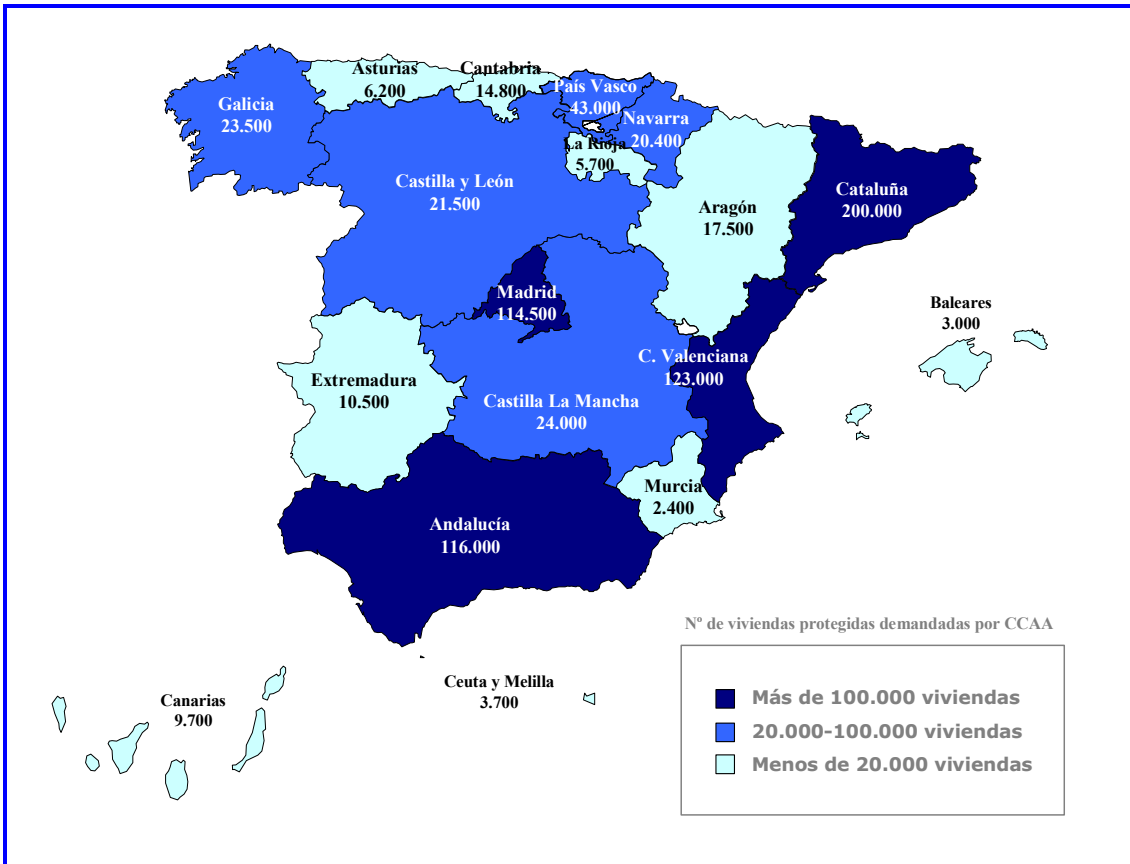 Asturias
6.200
Cantabria
14.800
País Vasco
43.000
Galicia
23.500
Navarra
20.400
La Rioja
5.700
Castilla y León
21.500
Cataluña
200.000
Aragón
17.500
Madrid
114.500
Baleares
3.000
C. Valenciana
123.000
Extremadura
10.500
Castilla La Mancha
24.000
Murcia
2.400
Andalucía
116.000
Nº de viviendas protegidas demandadas por CCAA
Más de 100.000 viviendas
20.000-100.000 viviendas
Menos de 20.000 viviendas
Ceuta y Melilla
3.700
Canarias
9.700